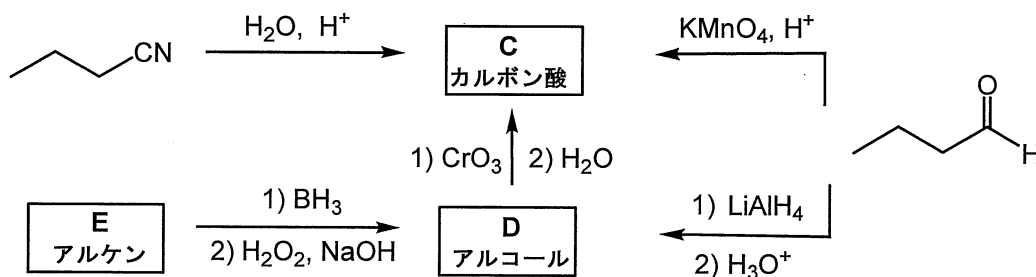 CN
H₂O, H⁺
C
カルボン酸
KMnO₄, H⁺
O
H
1) CrO₃
2) H₂O
E
アルケン
1) BH₃
2) H₂O₂, NaOH
D
アルコール
1) LiAlH₄
2) H₃O⁺